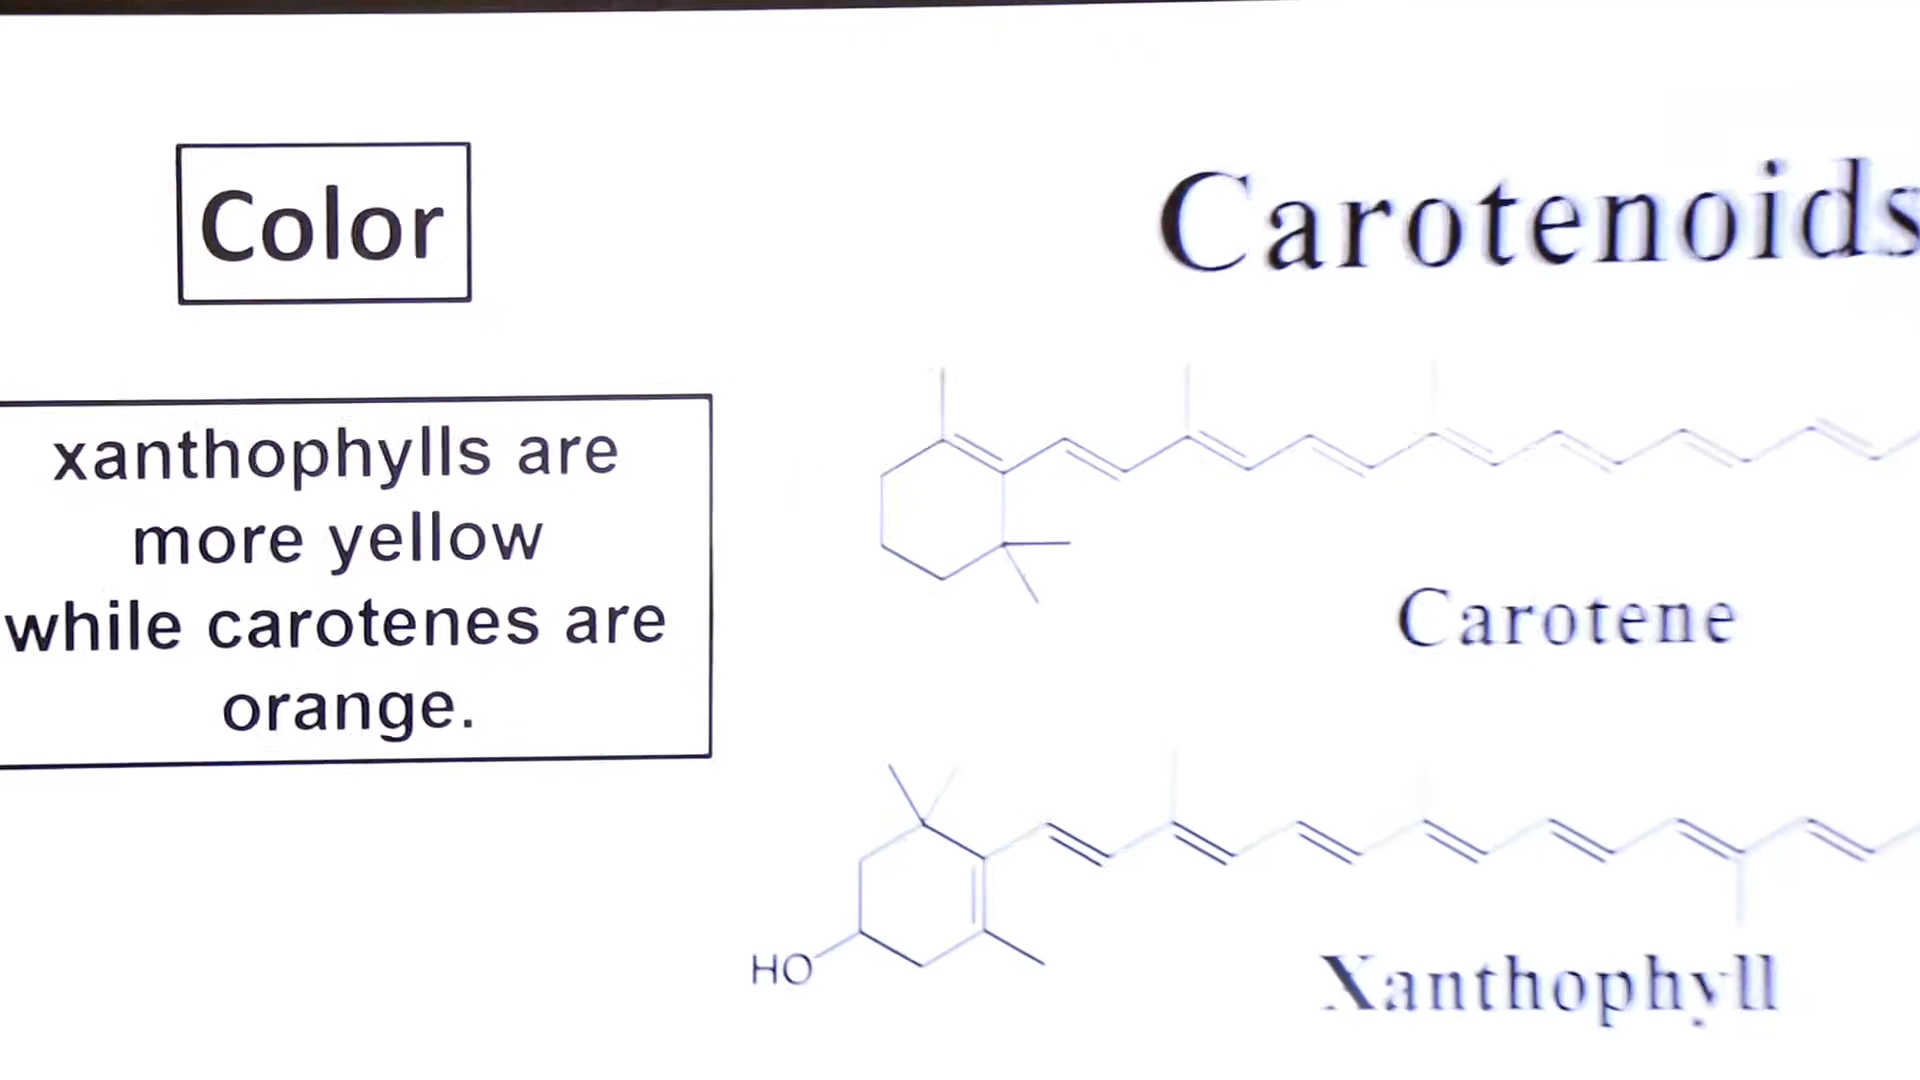 Color
xanthophylls are
more yellow
while carotenes are
orange.
Carotenoids
Carotene
HO
Xanthophyll